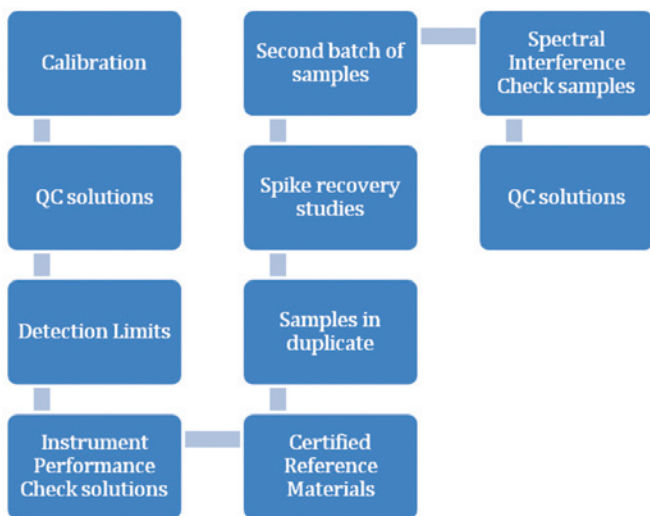 Calibration
QC solutions
Detection Limits
Instrument
Performance
Check solutions
Certified
Reference
Materials
Samples in
duplicate
Spike recovery
studies
Second batch of
samples
Spectral
Interference
Check samples
QC solutions